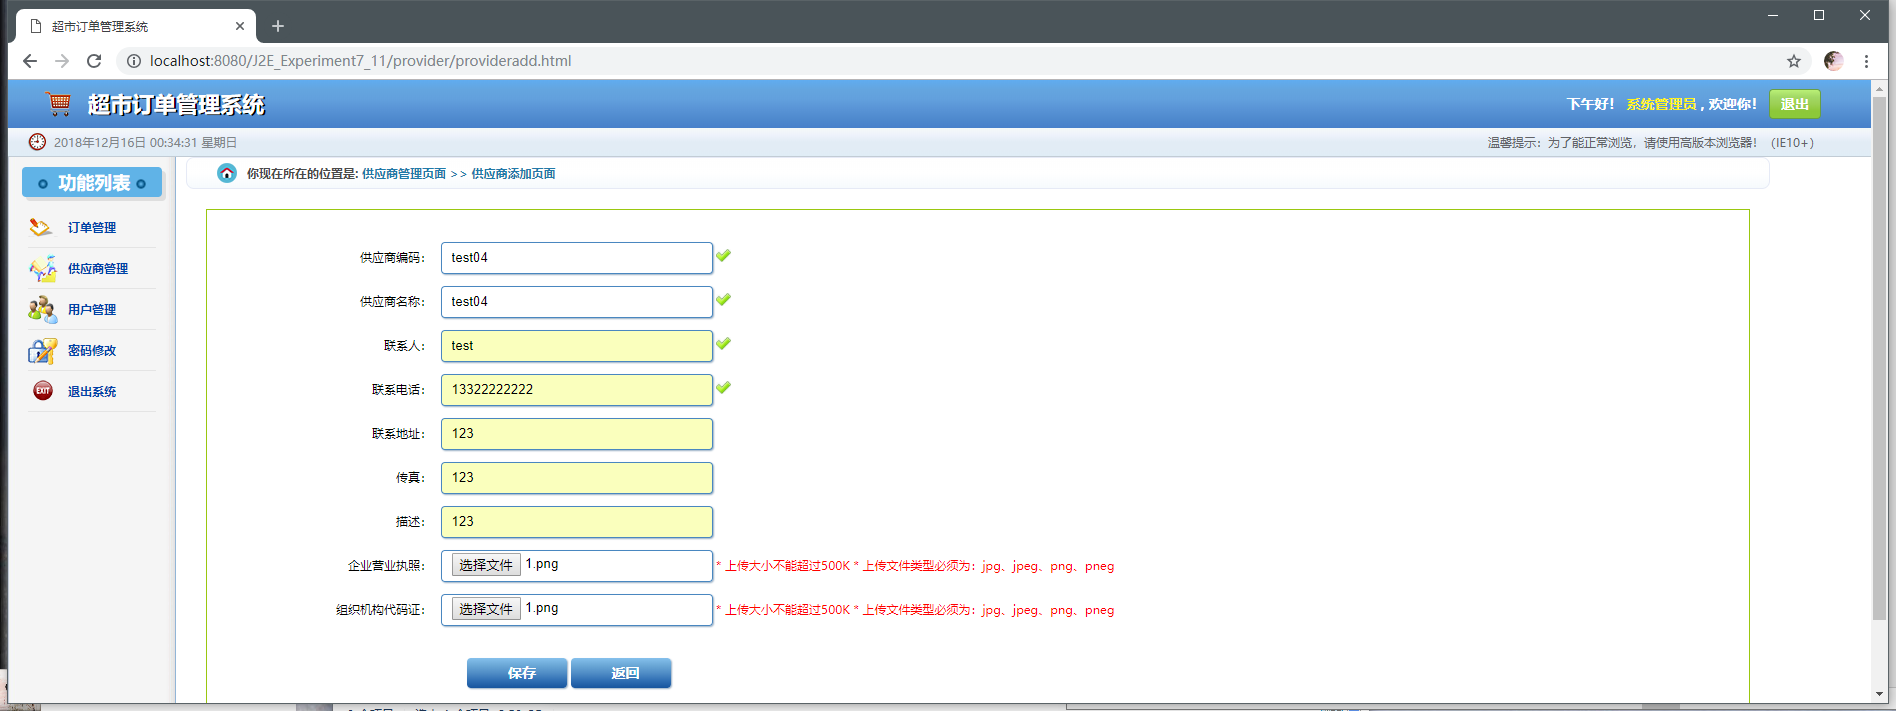 超市订单管理系统
localhost:8080/J2E_Experiment7_11/provider/provideradd.html
超市订单管理系统
下午好! 系统管理员 , 欢迎你! 退出
2018年12月16日 00:34:31 星期日
温馨提示：为了能正常浏览，请使用高版本浏览器！ (IE10+)
功能列表
订单管理
供应商管理
用户管理
密码修改
EXIT 退出系统
你现在所在的位置是: 供应商管理页面 >> 供应商添加页面
供应商编码： test04
供应商名称： test04
联系人： test
联系电话： 13322222222
联系地址： 123
传真： 123
描述： 123
企业营业执照： 选择文件 1.png * 上传大小不能超过500K * 上传文件类型必须为：jpg、jpeg、png、pneg
组织机构代码证： 选择文件 1.png * 上传大小不能超过500K * 上传文件类型必须为：jpg、jpeg、png、pneg
保存 返回